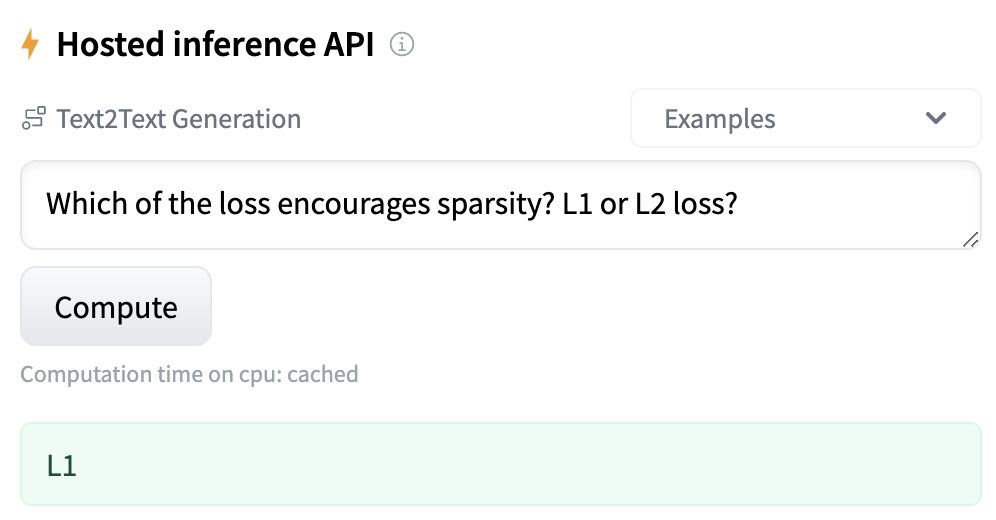 Hosted inference API
Text2Text Generation
Examples
Which of the loss encourages sparsity? L1 or L2 loss?
Compute
Computation time on cpu: cached
L1